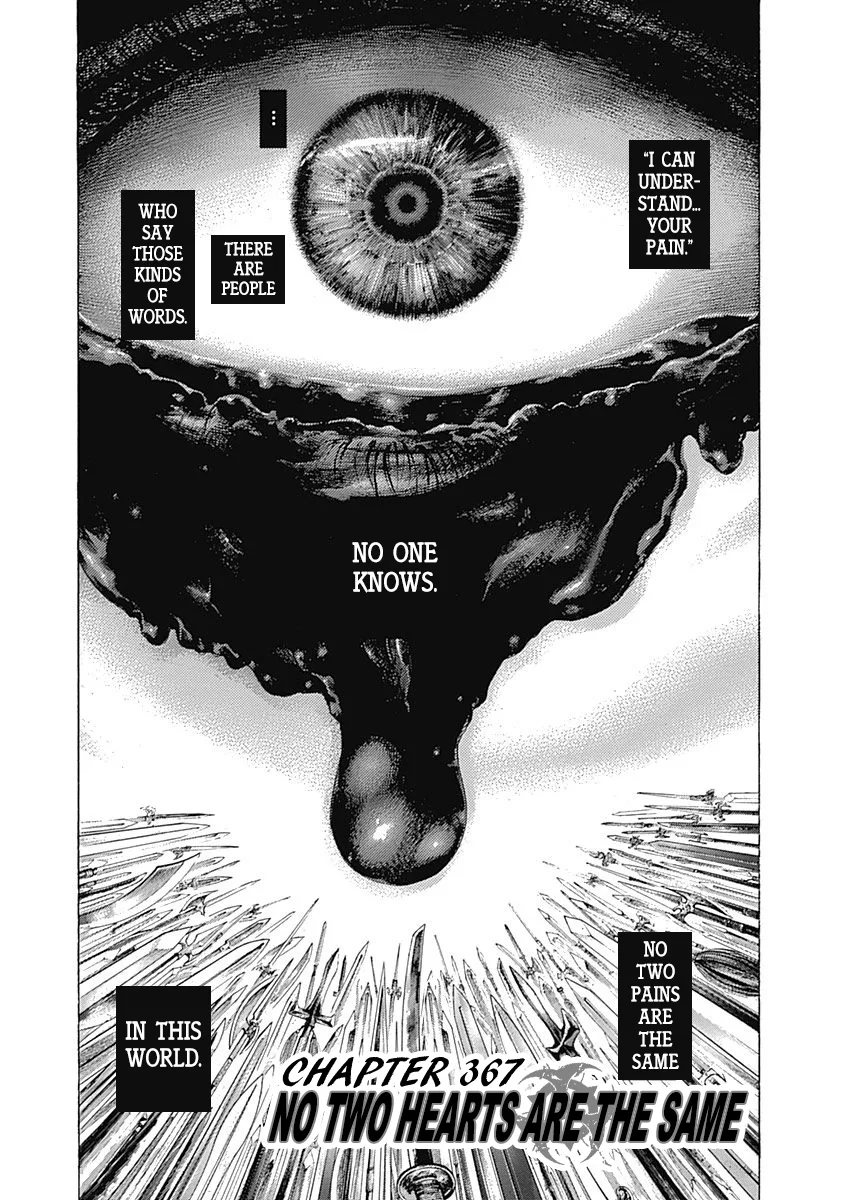 "I CAN
UNDER-
STAND...
YOUR
PAIN."
...
THERE
ARE
PEOPLE
WHO
SAY
THOSE
KINDS
OF
WORDS.
NO ONE
KNOWS.
NO
TWO
PAINS
ARE
THE
SAME
IN THIS
WORLD.
CHAPTER 367
NO TWO HEARTS ARE THE SAME